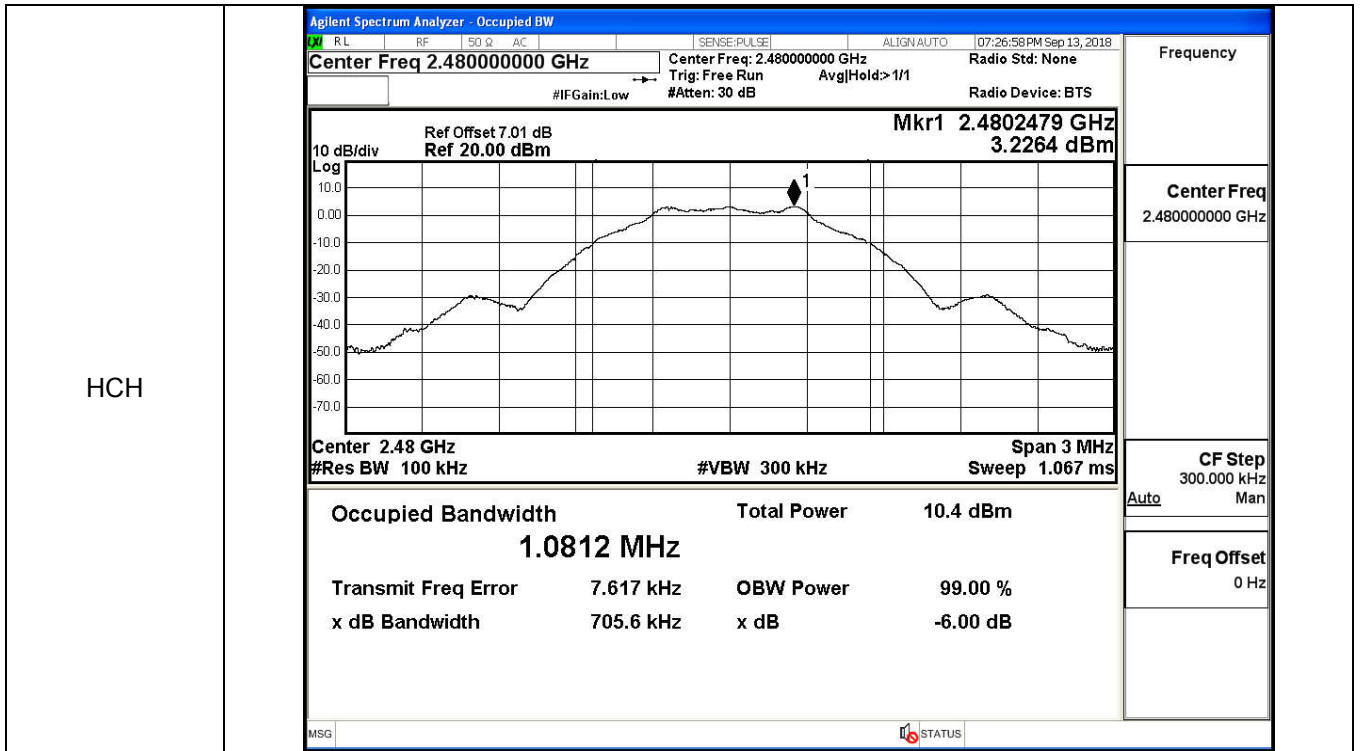 HCH
Agilent Spectrum Analyzer - Occupied BW
LXI RL RF 50 Ω AC SENSE:PULSE ALIGN AUTO 07:26:58 PM Sep 13, 2018
Center Freq 2.480000000 GHz Center Freq: 2.480000000 GHz Radio Std: None
Trig: Free Run Avg|Hold:>1/1
#IFGain:Low #Atten: 30 dB Radio Device: BTS
Mkr1 2.4802479 GHz
3.2264 dBm
Ref Offset 7.01 dB
10 dB/div Ref 20.00 dBm
Log
10.0
0.00
-10.0
-20.0
-30.0
-40.0
-50.0
-60.0
-70.0
1
Center 2.48 GHz Span 3 MHz
#Res BW 100 kHz #VBW 300 kHz Sweep 1.067 ms
Occupied Bandwidth Total Power 10.4 dBm
1.0812 MHz
Transmit Freq Error 7.617 kHz OBW Power 99.00 %
x dB Bandwidth 705.6 kHz x dB -6.00 dB
MSG STATUS
Frequency
Center Freq
2.480000000 GHz
CF Step
300.000 kHz
Auto Man
Freq Offset
0 Hz